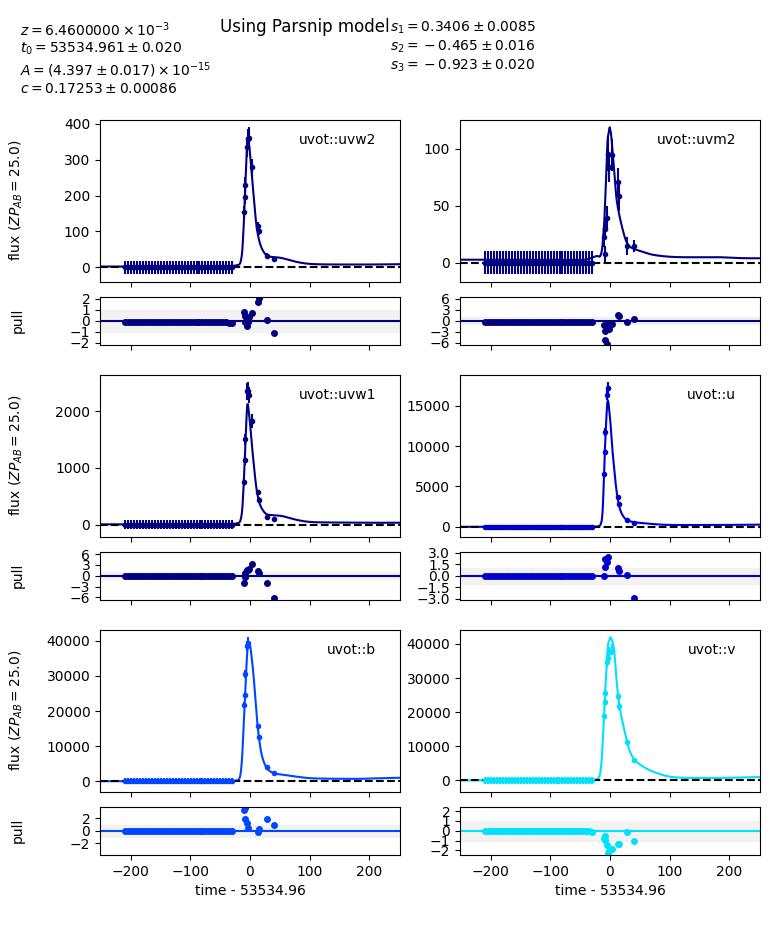 Using Parsnip model
z = 6.4600000 × 10⁻³
t₀ = 53534.961 ± 0.020
A = (4.397 ± 0.017) × 10⁻¹⁵
c = 0.17253 ± 0.00086
s₁ = 0.3406 ± 0.0085
s₂ = −0.465 ± 0.016
s₃ = −0.923 ± 0.020
flux (ZP_AB = 25.0)
400
300
200
100
0
uvot::uvw2
100
50
0
uvot::uvm2
pull
2
1
0
−1
−2
6
3
0
−3
−6
flux (ZP_AB = 25.0)
2000
1000
0
uvot::uvw1
15000
10000
5000
0
uvot::u
pull
6
3
0
−3
−6
3.0
1.5
0.0
−1.5
−3.0
flux (ZP_AB = 25.0)
40000
30000
20000
10000
0
uvot::b
40000
30000
20000
10000
0
uvot::v
pull
2
0
−2
2
1
0
−1
−2
−200 −100 0 100 200
time - 53534.96
−200 −100 0 100 200
time - 53534.96